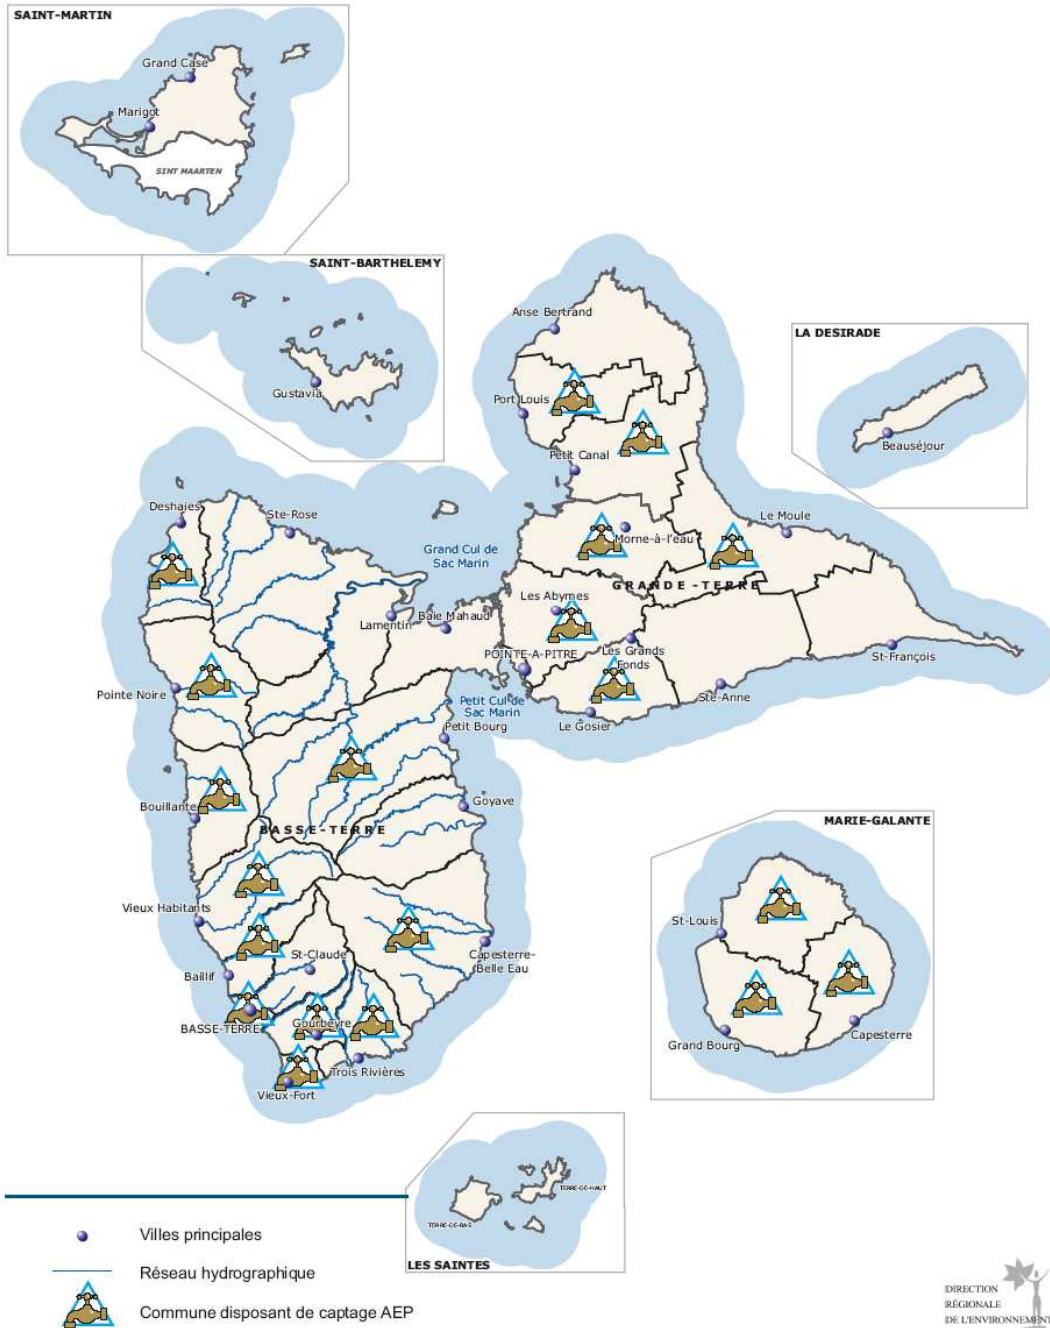 SAINT-MARTIN
Grand Case
Marigot
SINT MAARTEN
SAINT-BARTHELEMY
Gustavia
Anse Bertrand
LA DESIRADE
Beauséjour
Port Louis
Petit Canal
Deshaies
Ste-Rose
Le Moule
Morne-à-l'eau
Grand Cul de
Sac Marin
GRANDE-TERRE
Les Abymes
Lamentin
Baie Mahaud
POINTE-A-PITRE
Les Grands
Fonds
St-François
Pointe Noire
Petit Cul de
Sac Marin
Ste-Anne
Le Gosier
Petit Bourg
Bouillante
Goyave
BASSE-TERRE
MARIE-GALANTE
Vieux Habitants
St-Louis
St-Claude
Capesterre-
Belle Eau
Baillif
BASSE-TERRE
Gourbeyre
Grand Bourg
Capesterre
Trois Rivières
Vieux-Fort
TERRE-DE-HAUT
TERRE-DE-BAS
LES SAINTES
Villes principales
Réseau hydrographique
Commune disposant de captage AEP
DIRECTION
RÉGIONALE
DE L'ENVIRONNEMENT